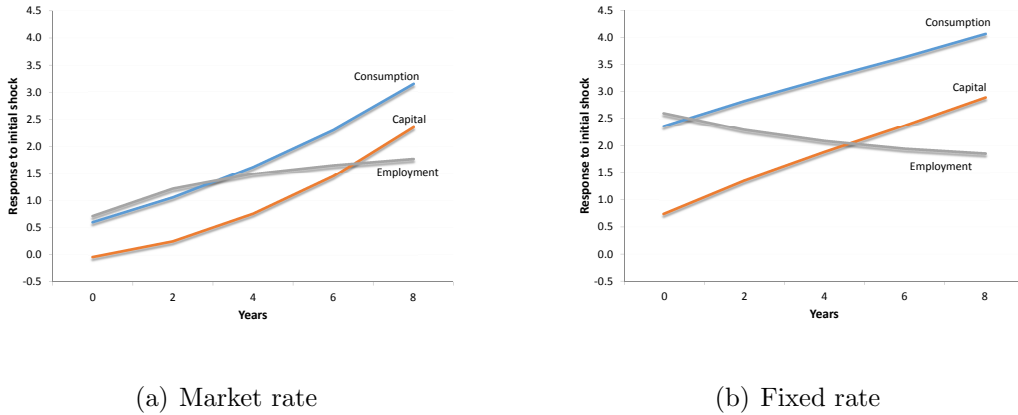 4.5
4.0
3.5
3.0
2.5
2.0
1.5
1.0
0.5
0.0
-0.5
Response to initial shock
Consumption
Capital
Employment
0 2 4 6 8
Years
(a) Market rate
4.5
4.0
3.5
3.0
2.5
2.0
1.5
1.0
0.5
0.0
-0.5
Response to initial shock
Consumption
Capital
Employment
0 2 4 6 8
Years
(b) Fixed rate